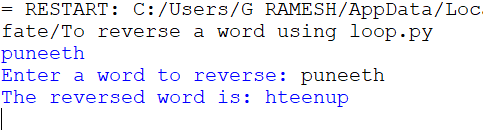 = RESTART: C:/Users/G RAMESH/AppData/Loc
fate/To reverse a word using loop.py
puneeth
Enter a word to reverse: puneeth
The reversed word is: hteenup